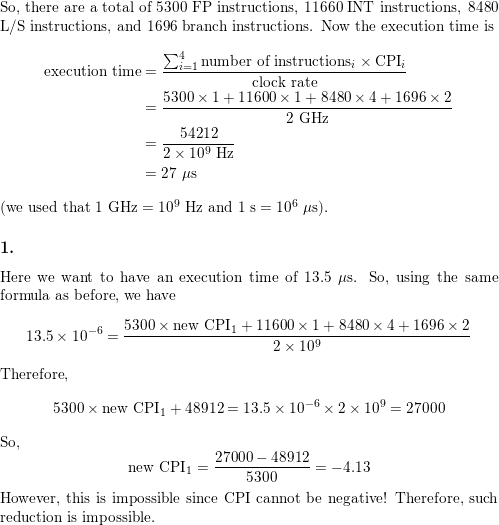 So, there are a total of 5300 FP instructions, 11660 INT instructions, 8480
L/S instructions, and 1696 branch instructions. Now the execution time is
execution time = \frac{\sum_{i=1}^{4} number of instructions_i × CPI_i}{clock rate}
= \frac{5300 × 1 + 11600 × 1 + 8480 × 4 + 1696 × 2}{2 GHz}
= \frac{54212}{2 × 10^9 Hz}
= 27 μs
(we used that 1 GHz = 10^9 Hz and 1 s = 10^6 μs).
1.
Here we want to have an execution time of 13.5 μs. So, using the same
formula as before, we have
13.5 × 10^{-6} = \frac{5300 × new CPI_1 + 11600 × 1 + 8480 × 4 + 1696 × 2}{2 × 10^9}
Therefore,
5300 × new CPI_1 + 48912 = 13.5 × 10^{-6} × 2 × 10^9 = 27000
So,
new CPI_1 = \frac{27000 − 48912}{5300} = −4.13
However, this is impossible since CPI cannot be negative! Therefore, such
reduction is impossible.